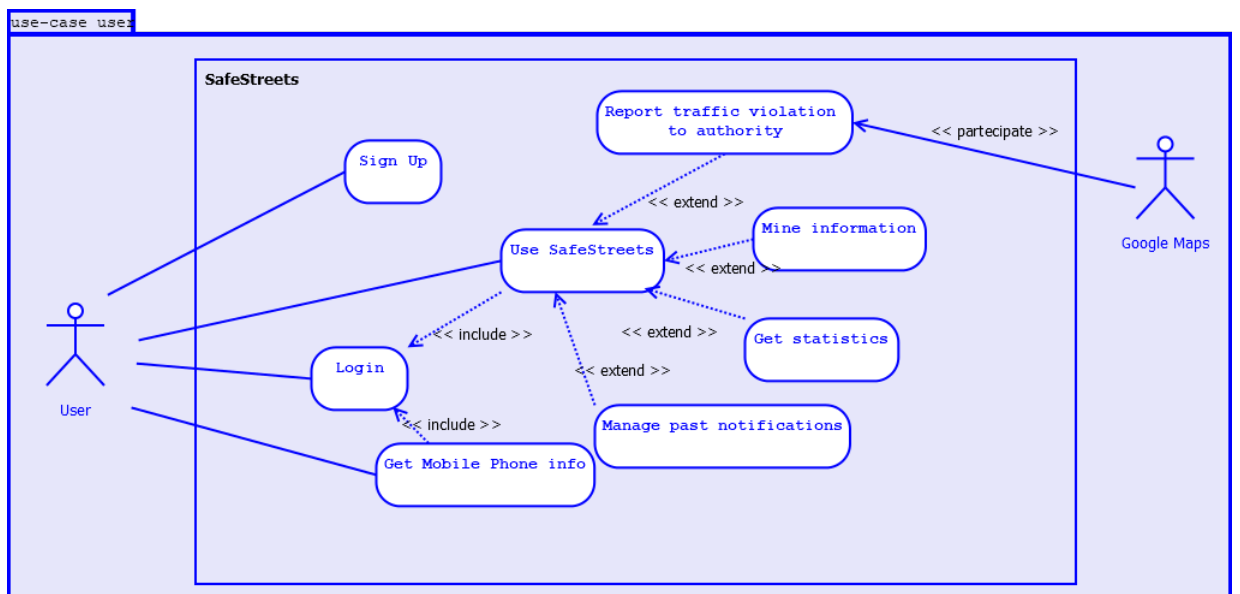 use-case user
SafeStreets
Report traffic violation
to authority
<< partecipate >>
Sign Up
<< extend >>
Mine information
Google Maps
Use SafeStreets
<< extend >>
<< include >>
<< extend >>
Get statistics
Login
<< extend >>
User
<< include >>
Manage past notifications
Get Mobile Phone info